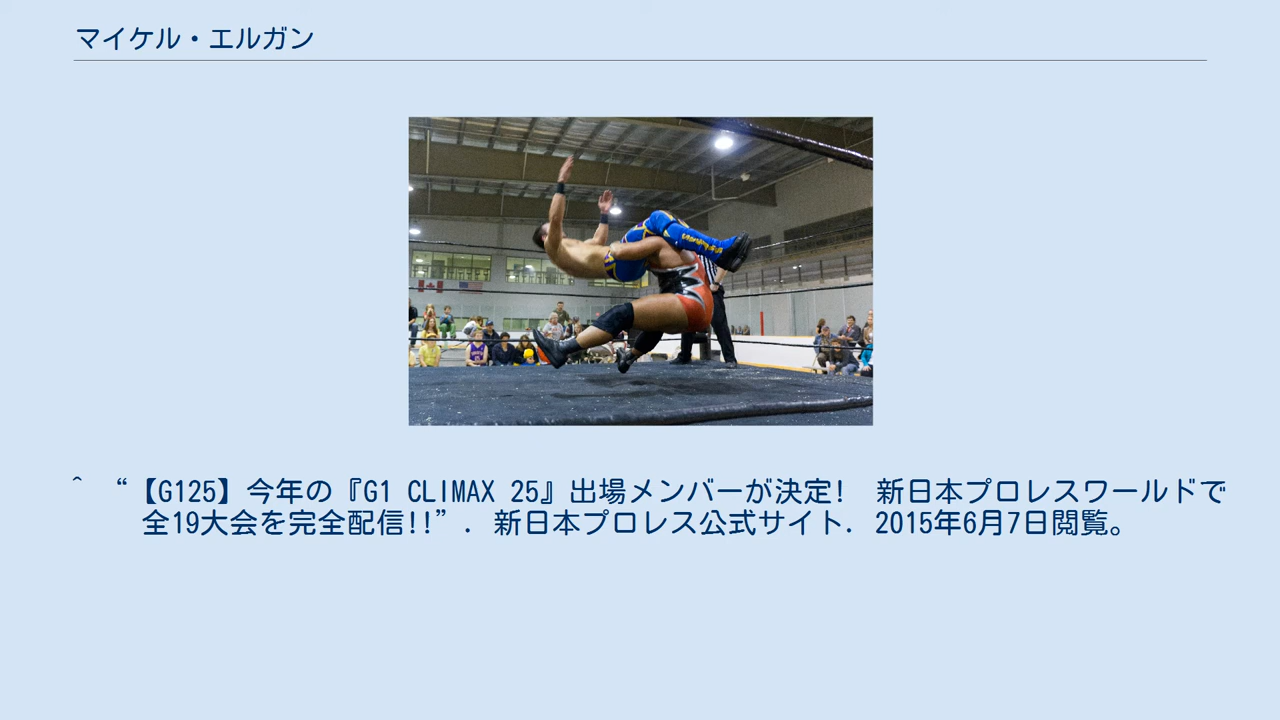 マイケル・エルガン
^ “【G125】今年の『G1 CLIMAX 25』出場メンバーが決定! 新日本プロレスワールドで
全19大会を完全配信!!”. 新日本プロレス公式サイト. 2015年6月7日閲覧。